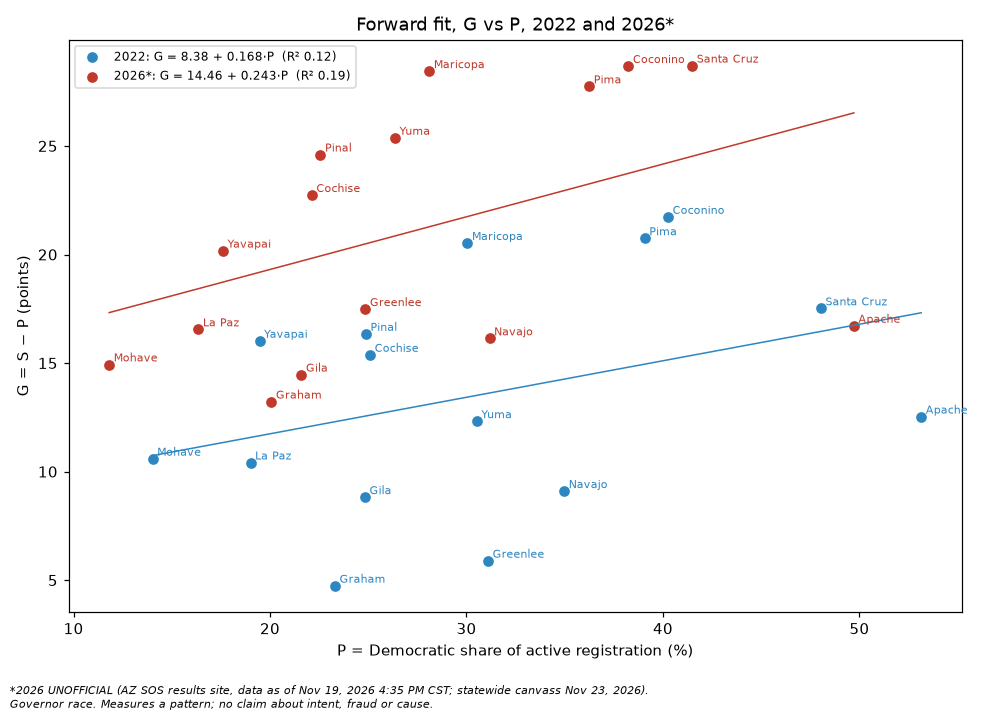 Forward fit, G vs P, 2022 and 2026*
2022: G = 8.38 + 0.168·P  (R² 0.12)
2026*: G = 14.46 + 0.243·P  (R² 0.19)
Maricopa
Coconino
Santa Cruz
Pima
Yuma
Pinal
Cochise
Yavapai
Coconino
Maricopa
Pima
Greenlee
Santa Cruz
La Paz
Apache
Yavapai
Pinal
Navajo
Cochise
Mohave
Gila
Graham
Yuma
Apache
Mohave
La Paz
Gila
Navajo
Greenlee
Graham
25
20
15
10
5
G = S − P (points)
10 20 30 40 50
P = Democratic share of active registration (%)
*2026 UNOFFICIAL (AZ SOS results site, data as of Nov 19, 2026 4:35 PM CST; statewide canvass Nov 23, 2026).
Governor race. Measures a pattern; no claim about intent, fraud or cause.